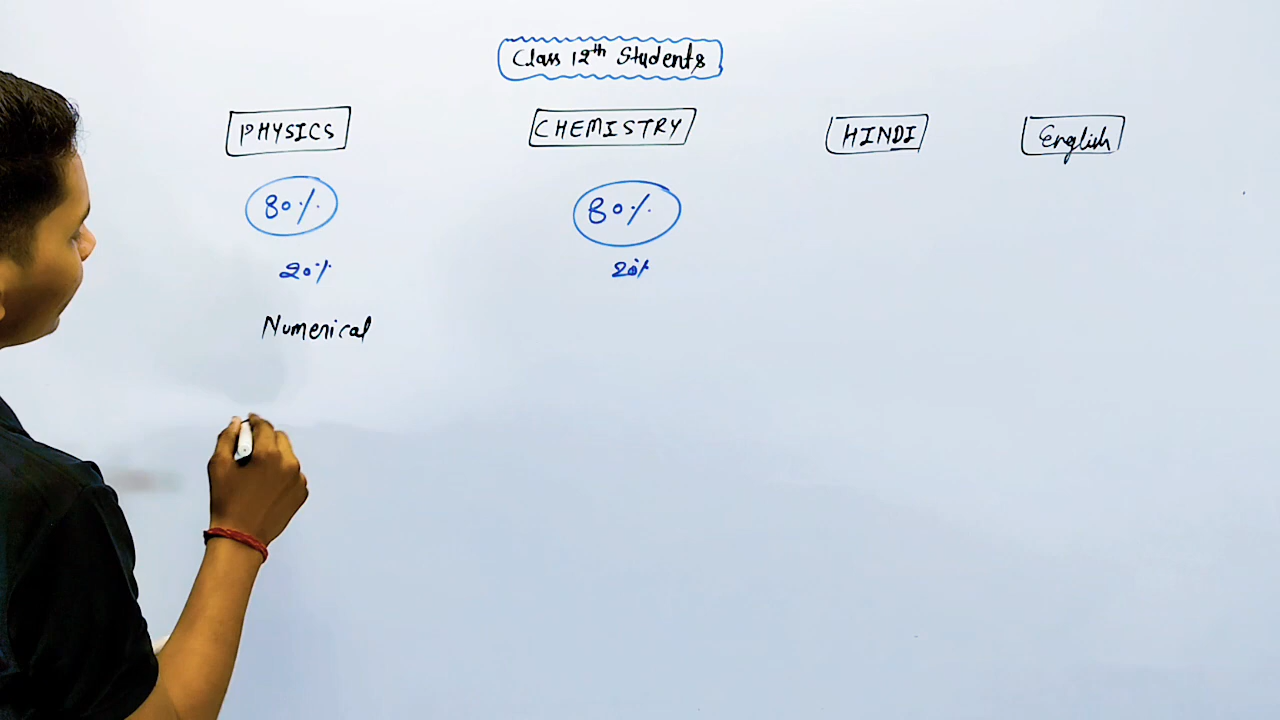 Class 12th Students
PHYSICS
CHEMISTRY
HINDI
English
80%
80%
20%
20%
Numerical